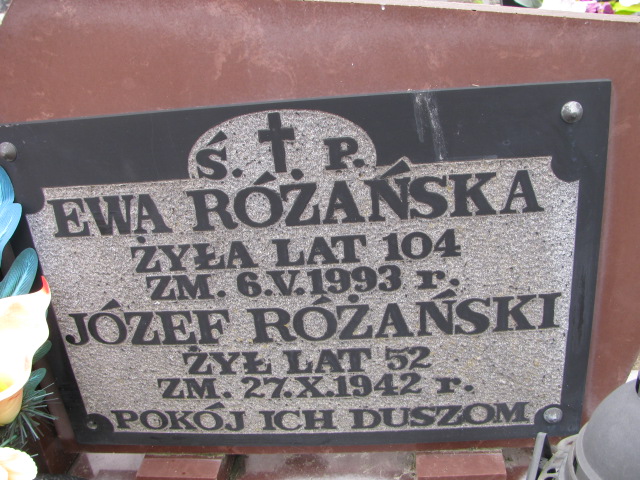 Ś. † P.
EWA RÓŻAŃSKA
ŻYŁA LAT 104
ZM. 6.V.1993 r.
JÓZEF RÓŻAŃSKI
ŻYŁ LAT 52
ZM. 27.X.1942 r.
POKÓJ ICH DUSZOM